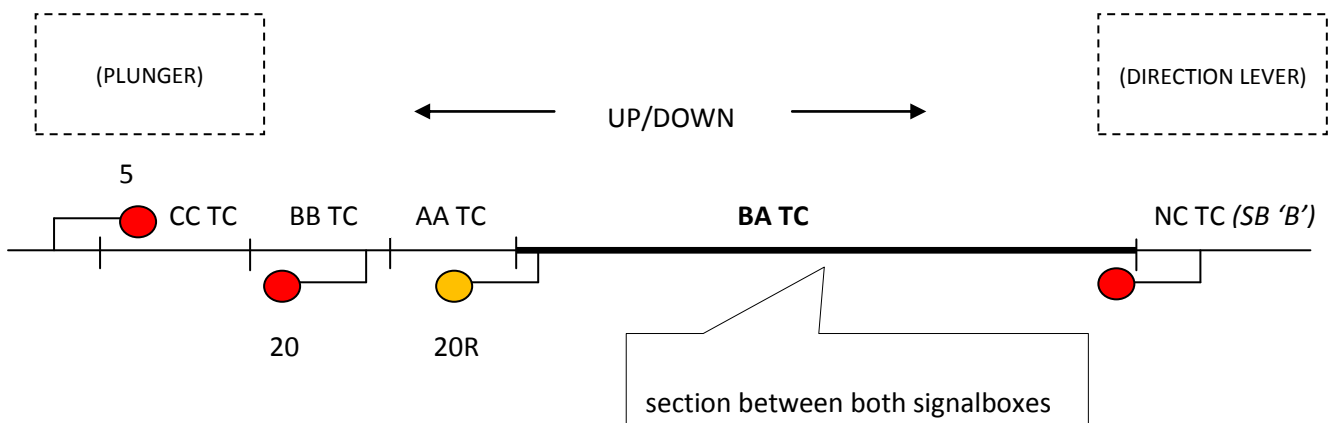 (PLUNGER)
(DIRECTION LEVER)
UP/DOWN
5
CC TC
BB TC
AA TC
BA TC
NC TC (SB ‘B’)
20
20R
section between both signalboxes